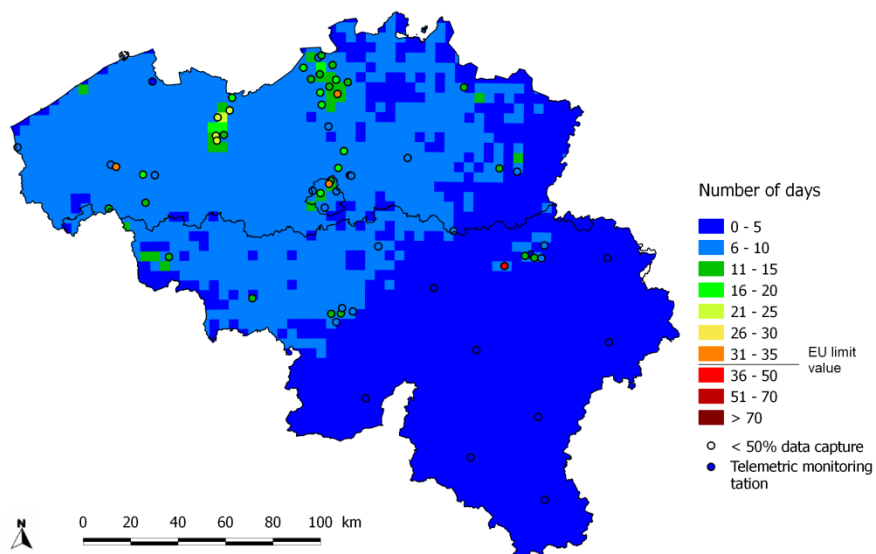 Number of days
0 - 5
6 - 10
11 - 15
16 - 20
21 - 25
26 - 30
31 - 35
EU limit
value
36 - 50
51 - 70
> 70
< 50% data capture
Telemetric monitoring
tation
N
0 20 40 60 80 100 km